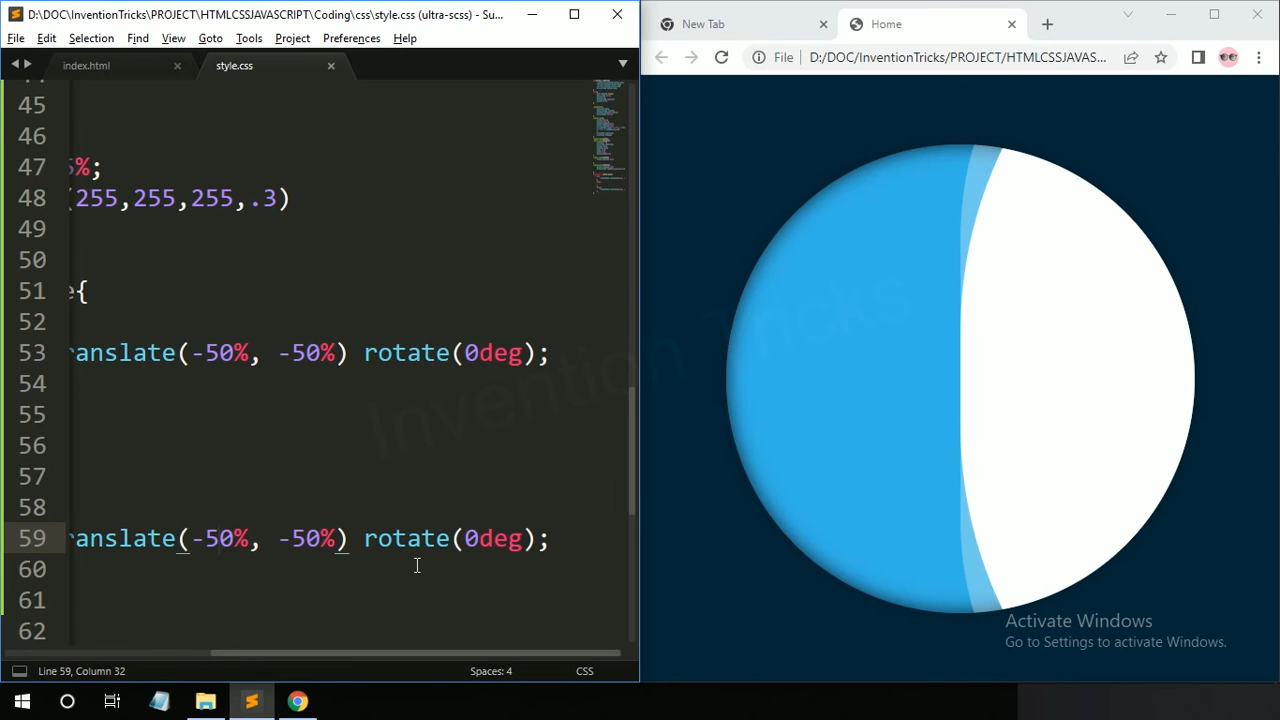 D:\DOC\InventionTricks\PROJECT\HTMLCSSJAVASCRIPT\Coding\css\style.css (ultra-scss) - Su...
File Edit Selection Find View Goto Tools Project Preferences Help
index.html style.css
45
46
47 %;
48 (255,255,255,.3)
49
50
51 e{
52
53 ranslate(-50%, -50%) rotate(0deg);
54
55
56
57
58
59 ranslate(-50%, -50%) rotate(0deg);
60
61
62
Line 59, Column 32 Spaces: 4 CSS
New Tab Home
File D:/DOC/InventionTricks/PROJECT/HTMLCSSJAVAS...
Invention Tricks
Activate Windows
Go to Settings to activate Windows.